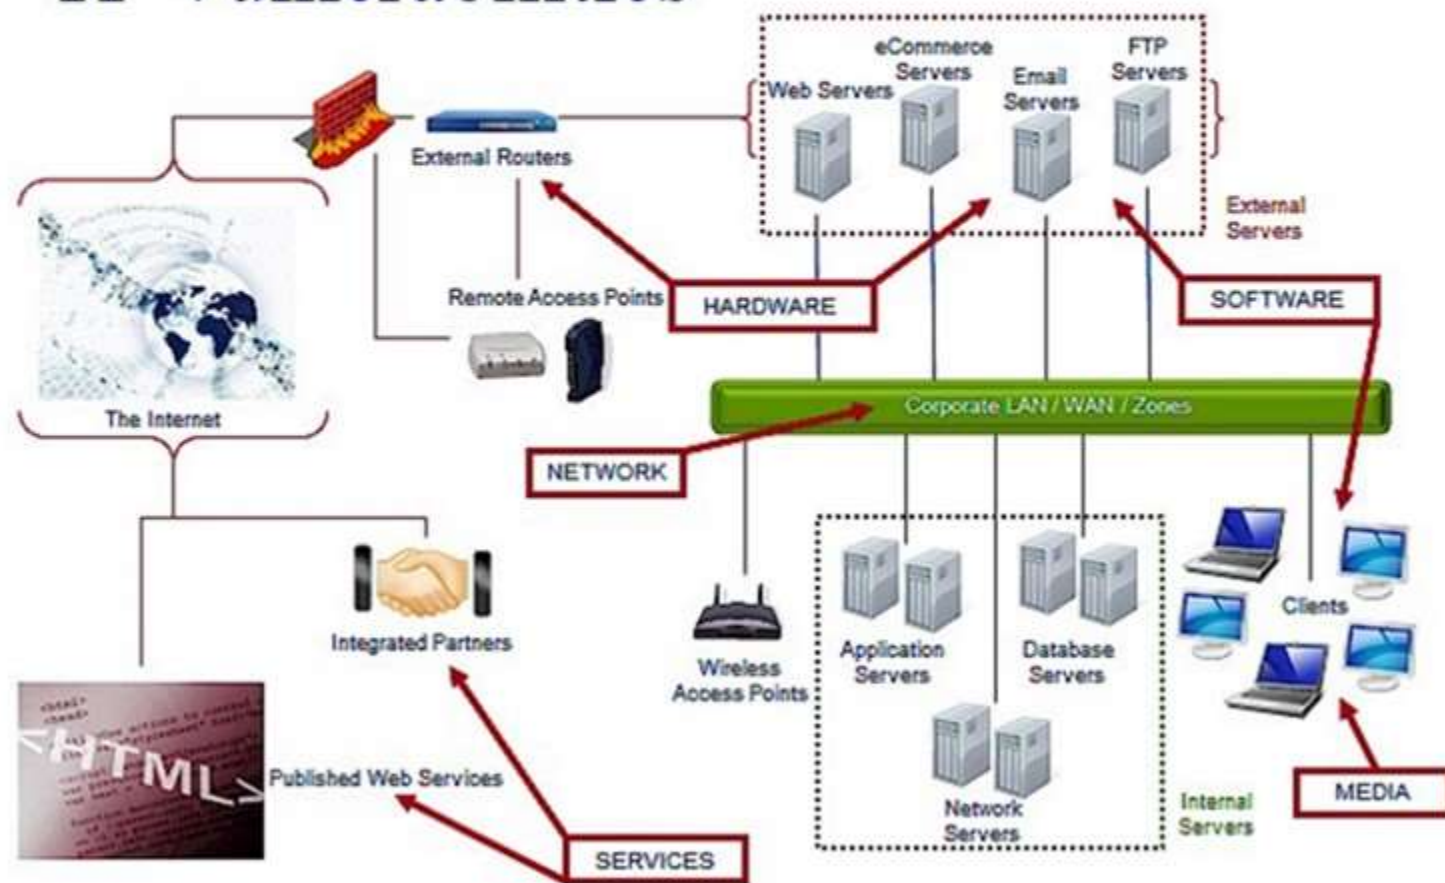 eCommerce
Servers
FTP
Servers
Email
Servers
Web Servers
External Routers
External
Servers
Remote Access Points
HARDWARE
SOFTWARE
The Internet
Corporate LAN / WAN / Zones
NETWORK
Clients
Integrated Partners
Application
Servers
Database
Servers
Wireless
Access Points
<html>
<head>
<HTML>
Published Web Services
Network
Servers
Internal
Servers
MEDIA
SERVICES